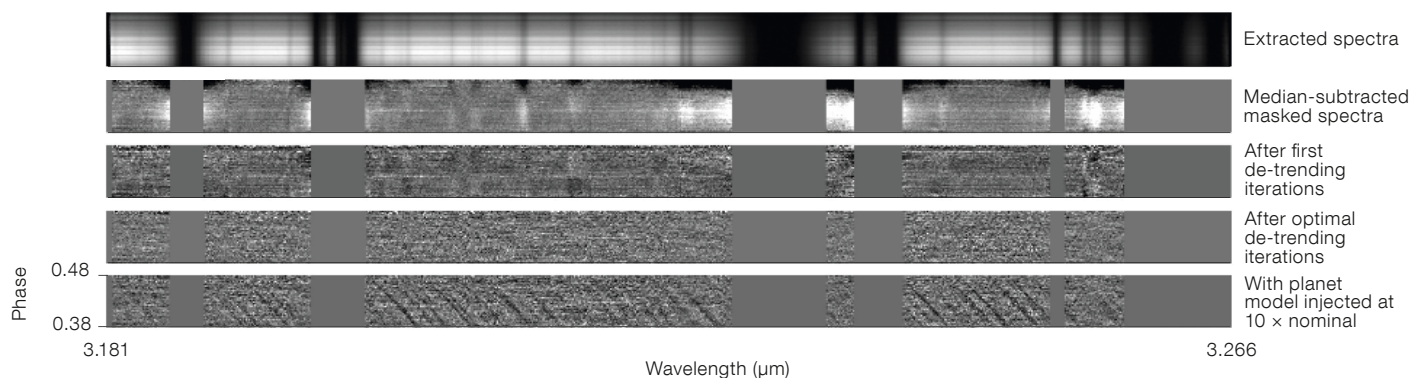 Extracted spectra
Median-subtracted
masked spectra
After first
de-trending
iterations
After optimal
de-trending
iterations
With planet
model injected at
10 × nominal
Phase
0.48
0.38
3.181
3.266
Wavelength (µm)